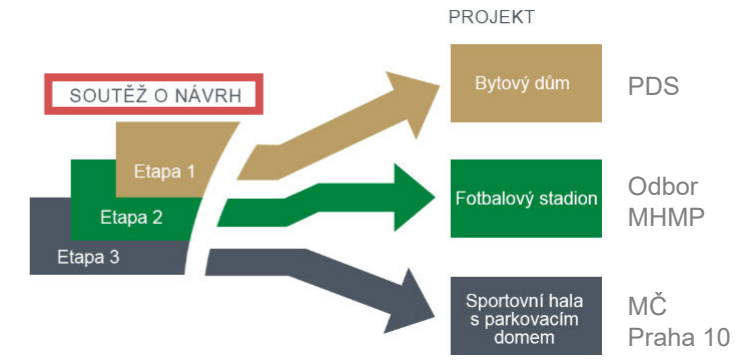 PROJEKT
SOUTĚŽ O NÁVRH
Etapa 1
Etapa 2
Etapa 3
Bytový dům
PDS
Fotbalový stadion
Odbor
MHMP
Sportovní hala
s parkovacím
domem
MČ
Praha 10